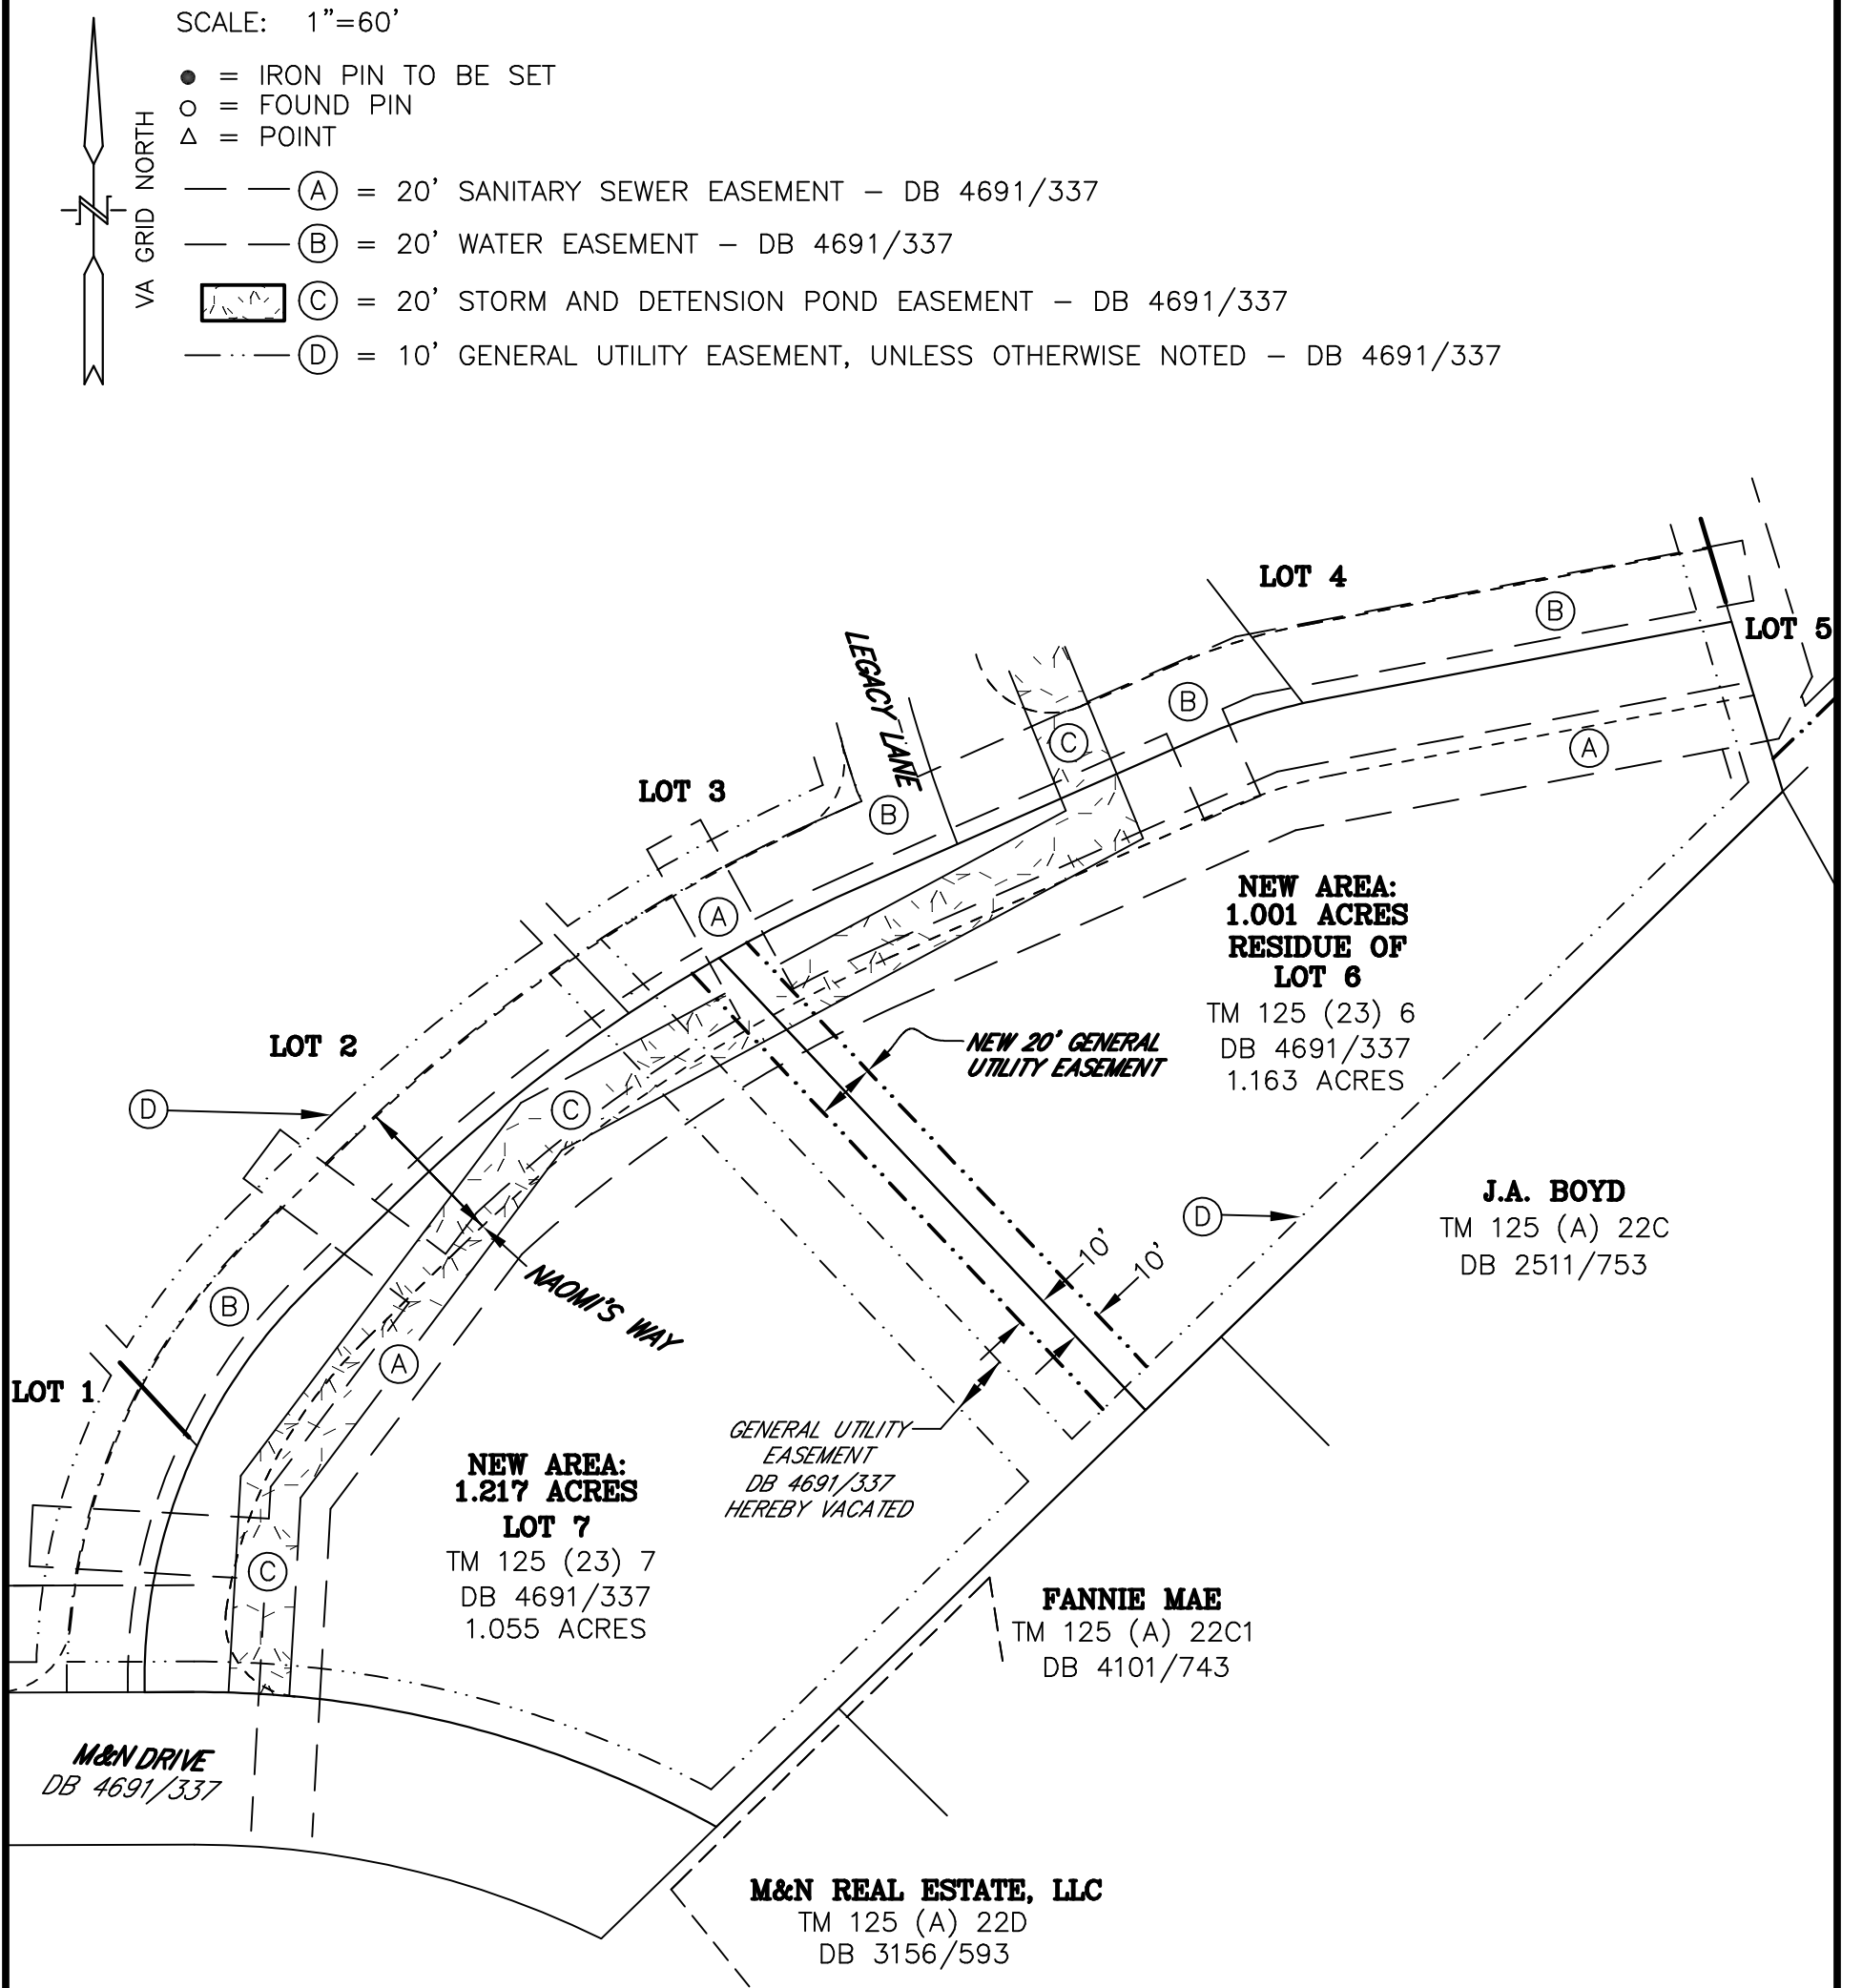 SCALE: 1"=60'
● = IRON PIN TO BE SET
○ = FOUND PIN
△ = POINT
VA GRID NORTH
N
A = 20' SANITARY SEWER EASEMENT – DB 4691/337
B = 20' WATER EASEMENT – DB 4691/337
C = 20' STORM AND DETENSION POND EASEMENT – DB 4691/337
D = 10' GENERAL UTILITY EASEMENT, UNLESS OTHERWISE NOTED – DB 4691/337
LOT 4
B
LOT 5
LEGACY LANE
B
C
A
LOT 3
B
A
NEW AREA:
1.001 ACRES
RESIDUE OF
LOT 6
TM 125 (23) 6
DB 4691/337
1.163 ACRES
NEW 20' GENERAL
UTILITY EASEMENT
LOT 2
D
C
J.A. BOYD
TM 125 (A) 22C
DB 2511/753
D
10'
10'
NAOMI'S WAY
B
A
LOT 1
GENERAL UTILITY
EASEMENT
DB 4691/337
HEREBY VACATED
NEW AREA:
1.217 ACRES
LOT 7
TM 125 (23) 7
DB 4691/337
1.055 ACRES
C
FANNIE MAE
TM 125 (A) 22C1
DB 4101/743
M&N DRIVE
DB 4691/337
M&N REAL ESTATE, LLC
TM 125 (A) 22D
DB 3156/593